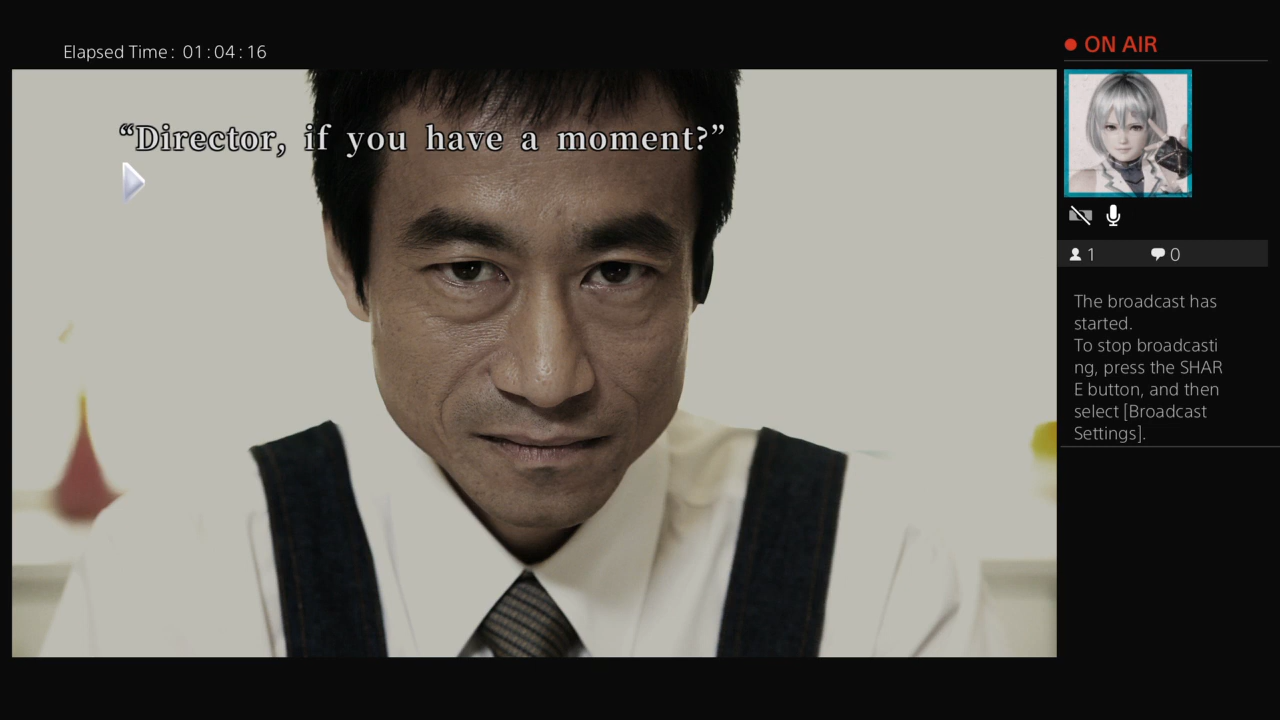 Elapsed Time: 01:04:16
ON AIR
“Director, if you have a moment?”
1 0
The broadcast has
started.
To stop broadcasti
ng, press the SHAR
E button, and then
select [Broadcast
Settings].